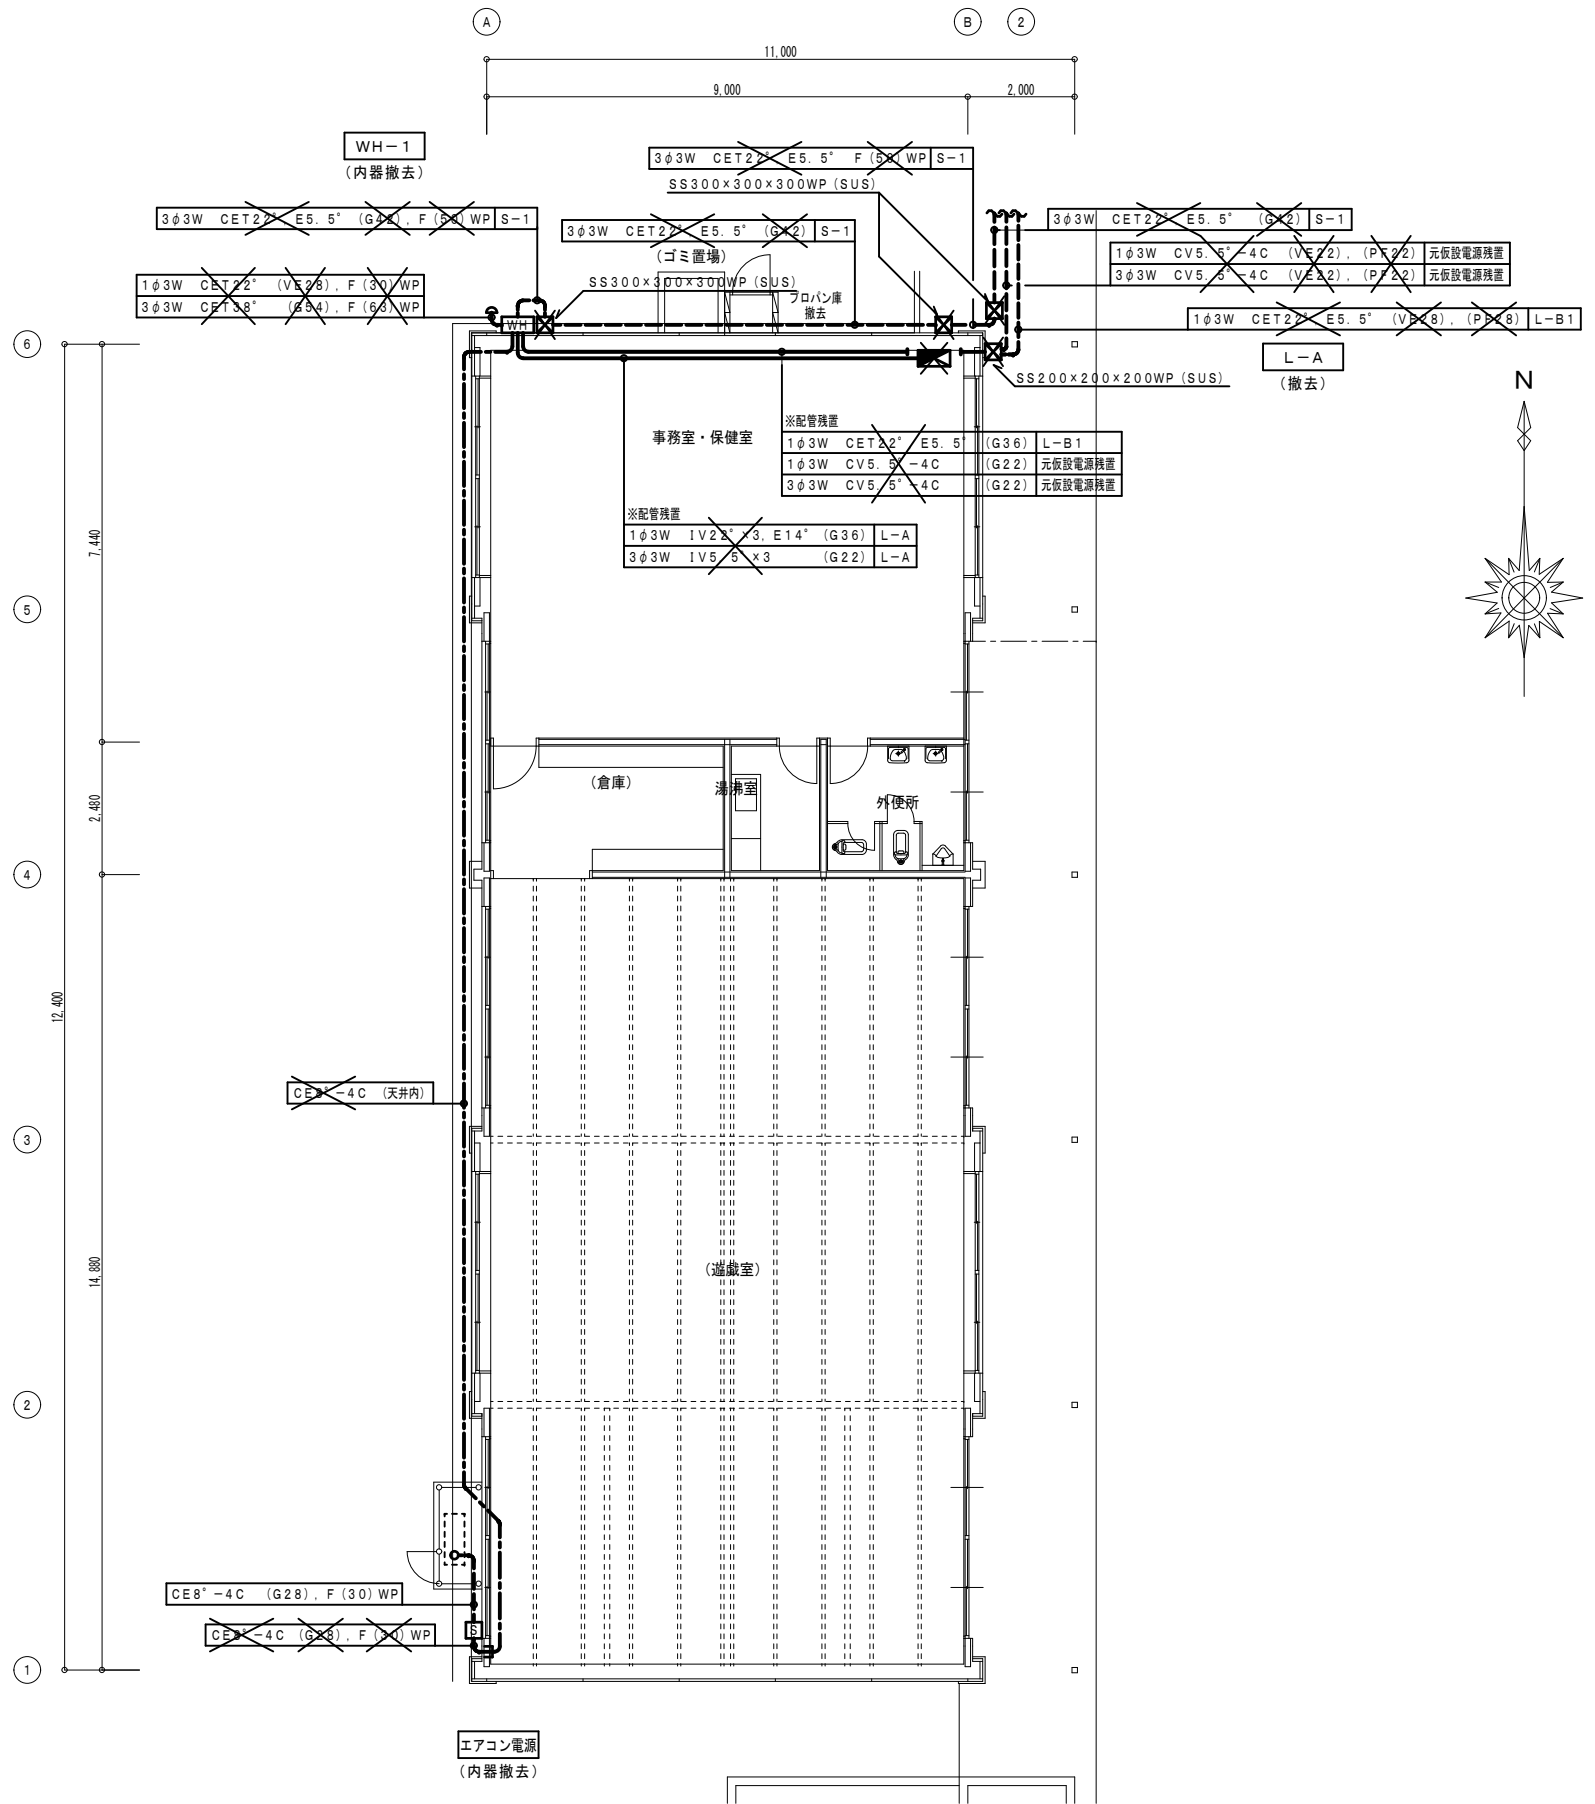 A
B
2
11,000
9,000
2,000
WH-1
(内器撤去)
3φ3W CET22° E5.5° F(50)WP S-1
SS300×300×300WP(SUS)
3φ3W CET22° E5.5° (G42), F(50)WP S-1
3φ3W CET22° E5.5° (G42) S-1
3φ3W CET22° E5.5° (G42) S-1
(ゴミ置場)
1φ3W CV5.5°-4C (VE22), (PF22) 元仮設電源残置
3φ3W CV5.5°-4C (VE22), (PF22) 元仮設電源残置
1φ3W CET22° (VE28), F(30)WP
3φ3W CET38° (G54), F(63)WP
SS300×300×300WP(SUS)
プロパン庫
撤去
1φ3W CET22° E5.5° (VE28), (PF28) L-B1
WH
6
L-A
(撤去)
SS200×200×200WP(SUS)
N
※配管残置
事務室・保健室
1φ3W CET22°, E5.5° (G36) L-B1
1φ3W CV5.5°-4C (G22) 元仮設電源残置
3φ3W CV5.5°-4C (G22) 元仮設電源残置
※配管残置
1φ3W IV22°×3, E14° (G36) L-A
3φ3W IV5.5°×3 (G22) L-A
7,440
5
(倉庫)
湯沸室
外便所
2,480
4
12,400
CE8°-4C (天井内)
3
14,880
(遊戯室)
2
CE8°-4C (G28), F(30)WP
CE8°-4C (G28), F(30)WP
S
1
エアコン電源
(内器撤去)